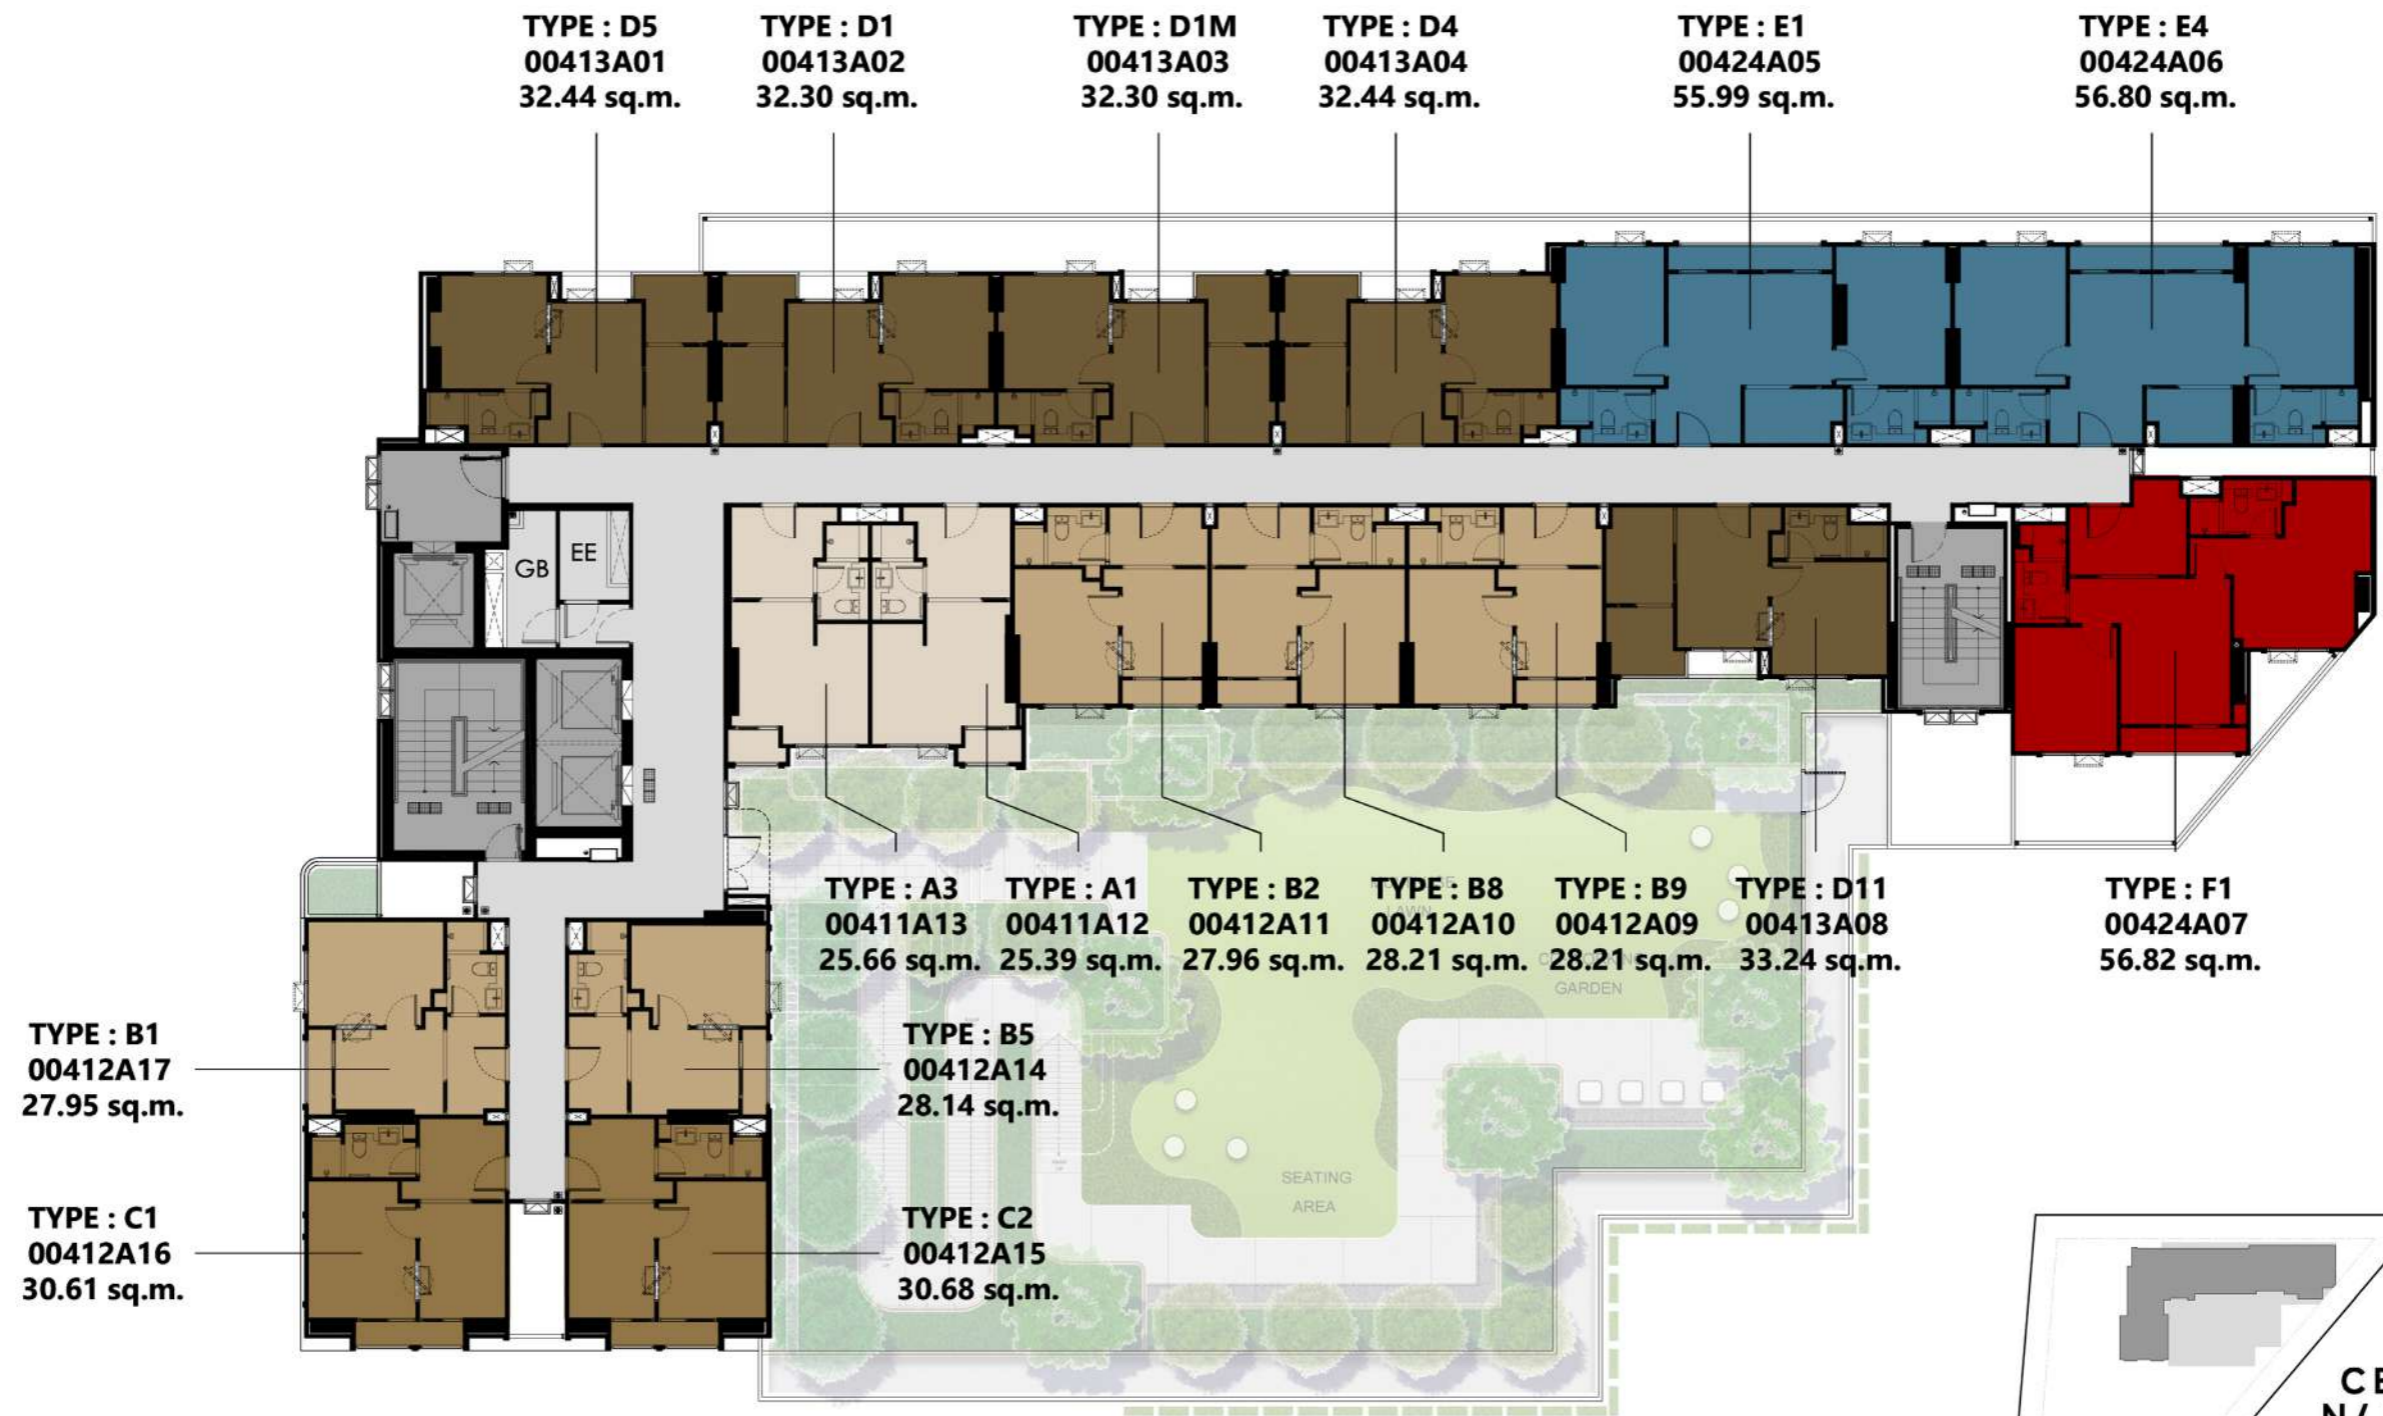 TYPE : D5
00413A01
32.44 sq.m.
TYPE : D1
00413A02
32.30 sq.m.
TYPE : D1M
00413A03
32.30 sq.m.
TYPE : D4
00413A04
32.44 sq.m.
TYPE : E1
00424A05
55.99 sq.m.
TYPE : E4
00424A06
56.80 sq.m.
GB
EE
TYPE : A3
00411A13
25.66 sq.m.
TYPE : A1
00411A12
25.39 sq.m.
TYPE : B2
00412A11
27.96 sq.m.
TYPE : B8
00412A10
28.21 sq.m.
TYPE : B9
00412A09
28.21 sq.m.
TYPE : D11
00413A08
33.24 sq.m.
TYPE : F1
00424A07
56.82 sq.m.
LAWN
GARDEN
TYPE : B1
00412A17
27.95 sq.m.
TYPE : B5
00412A14
28.14 sq.m.
SEATING
AREA
TYPE : C1
00412A16
30.61 sq.m.
TYPE : C2
00412A15
30.68 sq.m.